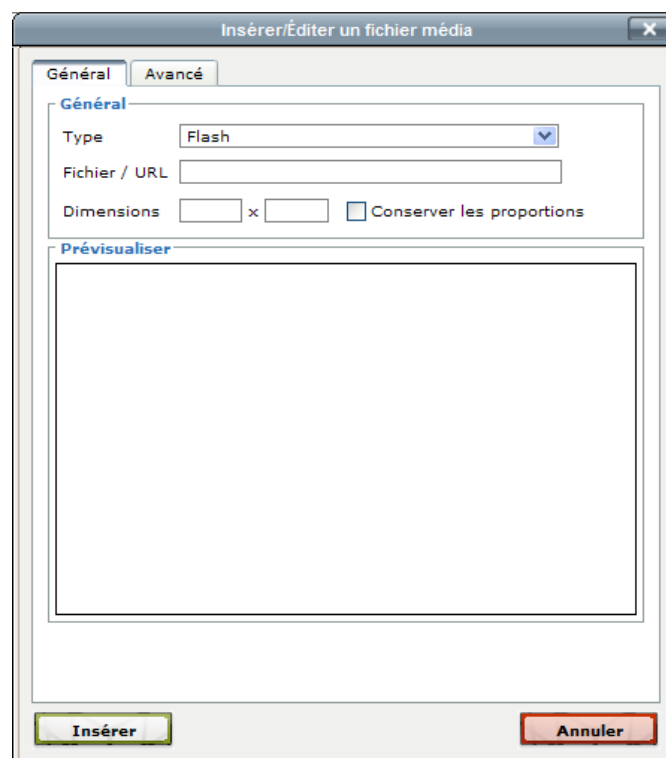 Insérer/Éditer un fichier média
Général Avancé
Général
Type Flash
Fichier / URL
Dimensions x Conserver les proportions
Prévisualiser
Insérer Annuler